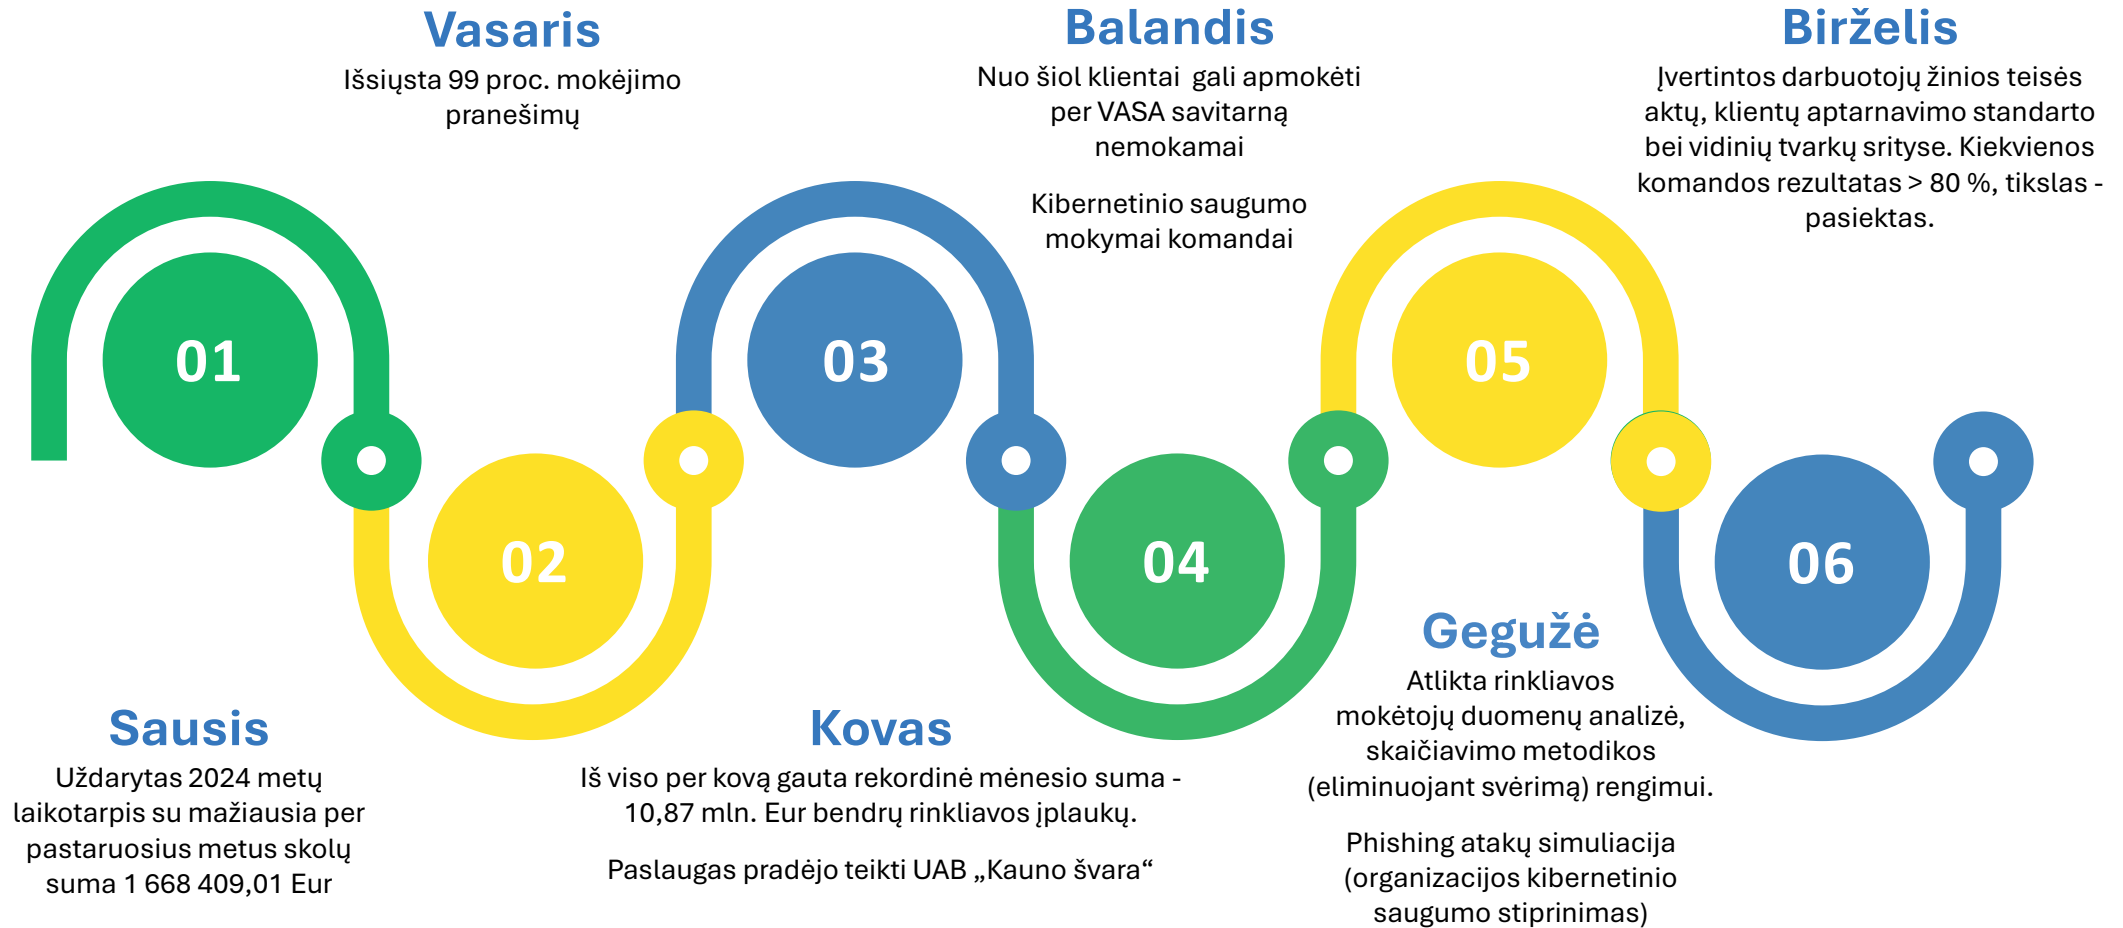 Vasaris
Išsiųsta 99 proc. mokėjimo
pranešimų
Balandis
Nuo šiol klientai  gali apmokėti
per VASA savitarną
nemokamai
Kibernetinio saugumo
mokymai komandai
Birželis
Įvertintos darbuotojų žinios teisės
aktų, klientų aptarnavimo standarto
bei vidinių tvarkų srityse. Kiekvienos
komandos rezultatas > 80 %, tikslas -
pasiektas.
01
02
03
04
05
06
Sausis
Uždarytas 2024 metų
laikotarpis su mažiausia per
pastaruosius metus skolų
suma 1 668 409,01 Eur
Kovas
Iš viso per kovą gauta rekordinė mėnesio suma -
10,87 mln. Eur bendrų rinkliavos įplaukų.
Paslaugas pradėjo teikti UAB „Kauno švara“
Gegužė
Atlikta rinkliavos
mokėtojų duomenų analizė,
skaičiavimo metodikos
(eliminuojant svėrimą) rengimui.
Phishing atakų simuliacija
(organizacijos kibernetinio
saugumo stiprinimas)